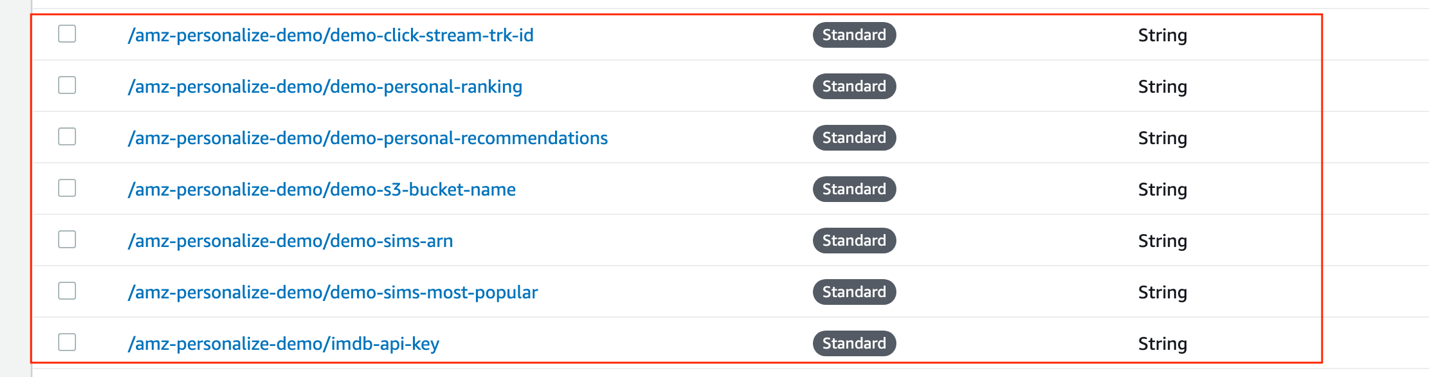 /amz-personalize-demo/demo-click-stream-trk-id Standard String
/amz-personalize-demo/demo-personal-ranking Standard String
/amz-personalize-demo/demo-personal-recommendations Standard String
/amz-personalize-demo/demo-s3-bucket-name Standard String
/amz-personalize-demo/demo-sims-arn Standard String
/amz-personalize-demo/demo-sims-most-popular Standard String
/amz-personalize-demo/imdb-api-key Standard String